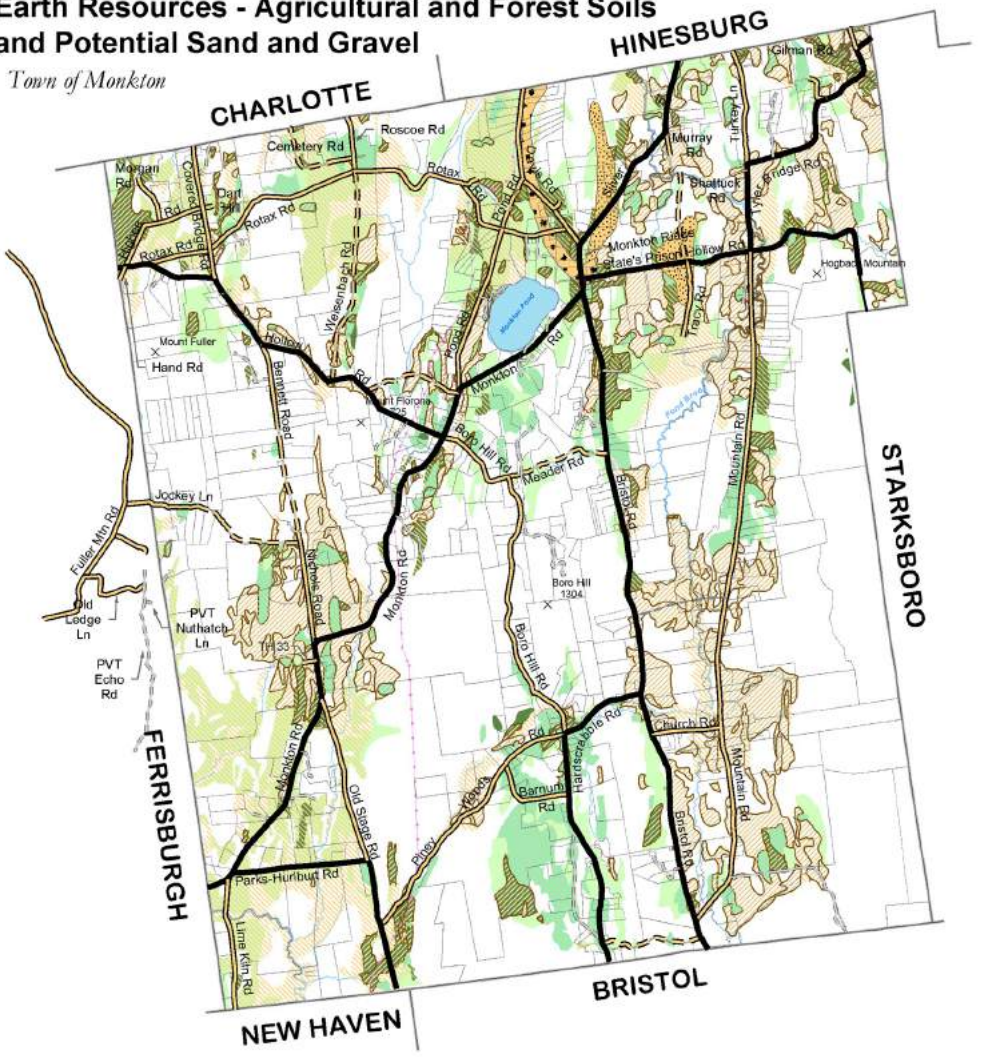 Earth Resources - Agricultural and Forest Soils
and Potential Sand and Gravel
Town of Monkton
HINESBURG
CHARLOTTE
Gilman Rd
Roscoe Rd
Cemetery Rd
Turkey Ln
Murray
Rd
Morgan
Rd
Covered Bridge Rd
Dart
Hill
Rd
Rotax
Rd
Rotax Rd
Rotax Rd
Pond Rd
Davis Rd
Silver
Shattuck
Rd
Tyler Bridge Rd
Monkton Ridge
State's Prison Hollow Rd
Hogback Mountain
Weisenbach Rd
Monkton Pond
Tracy Rd
Pond Rd
Mount Fuller
Hand Rd
Hollow
Rd
Monkton
Rd
Bennett Road
Mount Florona
725
Pond Brook
Boro Hill Rd
Meader Rd
Mountain Rd
STARKSBORO
Jockey Ln
Bristol Rd
Fuller Mtn Rd
Nichols Road
Monkton Rd
Boro Hill
1304
Old
Ledge
Ln
PVT
Nuthatch
Ln
TH133
Boro Hill Rd
PVT
Echo
Rd
FERRISBURGH
Monkton Rd
Hardscrabble Rd
Church Rd
Piney
Woods
Rd
Barnum
Rd
Mountain Rd
Old Stage Rd
Bristol Rd
Parks-Hurlburt Rd
Lime Kiln Rd
BRISTOL
NEW HAVEN